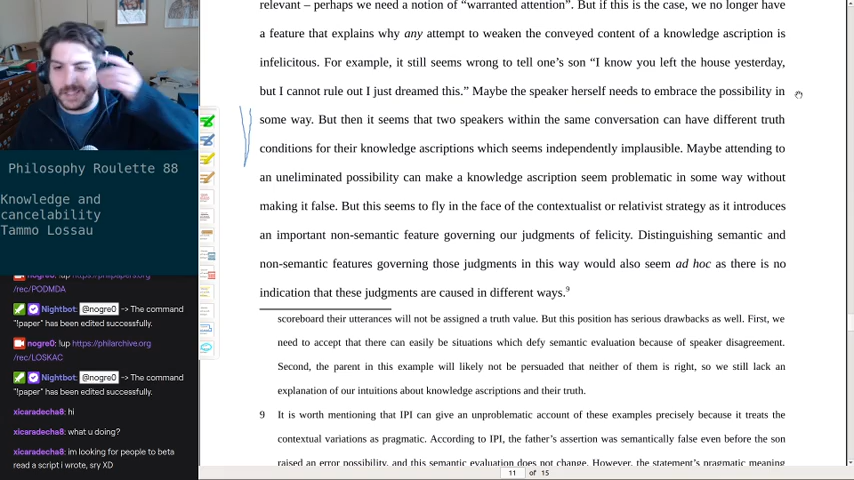 relevant – perhaps we need a notion of “warranted attention”. But if this is the case, we no longer have
a feature that explains why any attempt to weaken the conveyed content of a knowledge ascription is
infelicitous. For example, it still seems wrong to tell one’s son “I know you left the house yesterday,
but I cannot rule out I just dreamed this.” Maybe the speaker herself needs to embrace the possibility in
some way. But then it seems that two speakers within the same conversation can have different truth
conditions for their knowledge ascriptions which seems independently implausible. Maybe attending to
an uneliminated possibility can make a knowledge ascription seem problematic in some way without
making it false. But this seems to fly in the face of the contextualist or relativist strategy as it introduces
an important non-semantic feature governing our judgments of felicity. Distinguishing semantic and
non-semantic features governing those judgments in this way would also seem ad hoc as there is no
indication that these judgments are caused in different ways.9
scoreboard their utterances will not be assigned a truth value. But this position has serious drawbacks as well. First, we
need to accept that there can easily be situations which defy semantic evaluation because of speaker disagreement.
Second, the parent in this example will likely not be persuaded that neither of them is right, so we still lack an
explanation of our intuitions about knowledge ascriptions and their truth.
9 It is worth mentioning that IPI can give an unproblematic account of these examples precisely because it treats the
contextual variations as pragmatic. According to IPI, the father’s assertion was semantically false even before the son
raised an error possibility, and this semantic evaluation does not change. However, the statement’s pragmatic meaning
11 of 15
Philosophy Roulette 88
Knowledge and
cancelability
Tammo Lossau
nogre0: !up https://philpapers.org
/rec/PODMDA
Nightbot: @nogre0 -> The command
"!paper" has been edited successfully.
nogre0: !up https://philarchive.org
/rec/LOSKAC
Nightbot: @nogre0 -> The command
"!paper" has been edited successfully.
xicaradecha8: hi
xicaradecha8: what u doing?
xicaradecha8: im looking for people to beta
read a script i wrote, sry XD